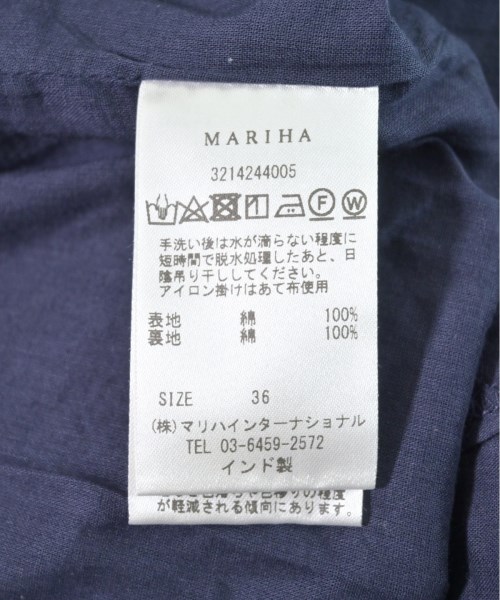 MARIHA
3214244005
F W
手洗い後は水が滴らない程度に
短時間で脱水処理したあと、日
陰吊り干ししてください。
アイロン掛けはあて布使用
表地 綿 100%
裏地 綿 100%
SIZE 36
(株)マリハインターナショナル
TEL 03-6459-2572
インド製
の程度
が軽減される傾向にあります。